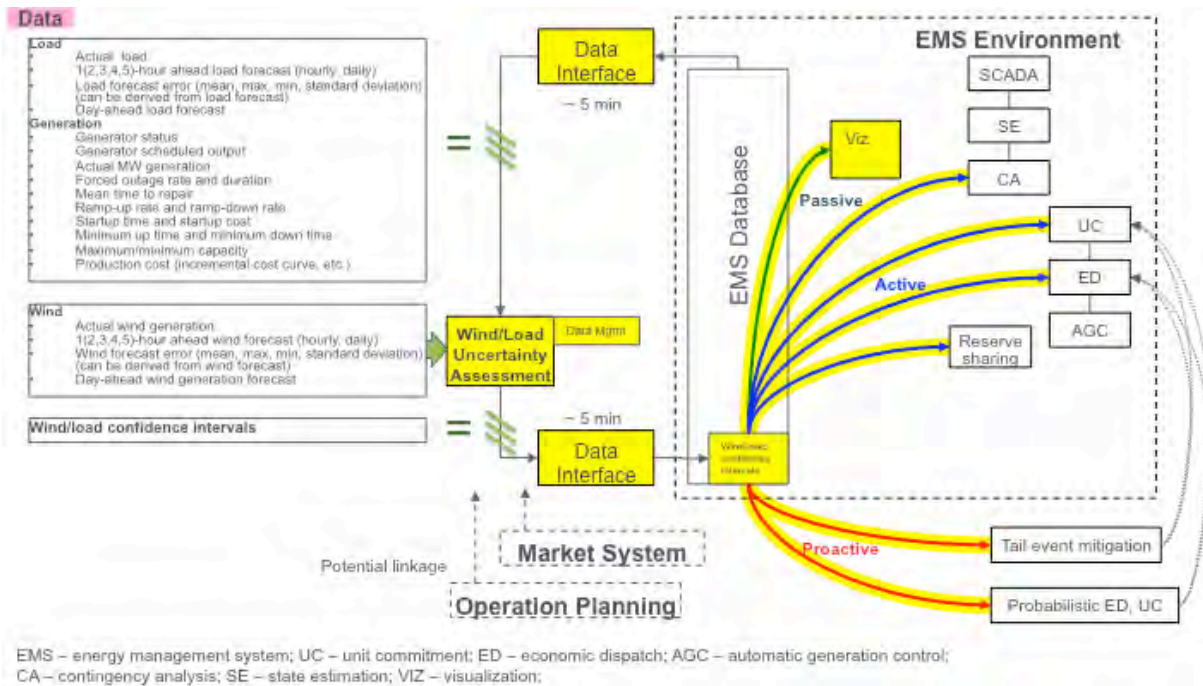 Data
Load
Actual load
1(2,3,4,5)-hour ahead load forecast (hourly, daily)
Load forecast error (mean, max, min, standard deviation)
(can be derived from load forecast)
Day-ahead load forecast
Generation
Generator status
Generator scheduled output
Actual MW generation
Forced outage rate and duration
Mean time to repair
Ramp-up rate and ramp-down rate
Startup time and startup cost
Minimum up time and minimum down time
Maximum/minimum capacity
Production cost (incremental cost curve, etc.)
Wind
Actual wind generation
1(2,3,4,5)-hour ahead wind forecast (hourly, daily)
Wind forecast error (mean, max, min, standard deviation)
(can be derived from wind forecast)
Day-ahead wind generation forecast
Wind/load confidence intervals
Data
Interface
~ 5 min
Wind/Load
Uncertainty
Assessment
Data Mgmt
~ 5 min
Data
Interface
Potential linkage
Market System
Operation Planning
EMS Database
Wind/load
confidence
intervals
EMS Environment
SCADA
SE
CA
Viz
Passive
UC
Active
ED
AGC
Reserve
sharing
Proactive
Tail event mitigation
Probabilistic ED, UC
EMS – energy management system; UC – unit commitment; ED – economic dispatch; AGC – automatic generation control;
CA – contingency analysis; SE – state estimation; VIZ – visualization;